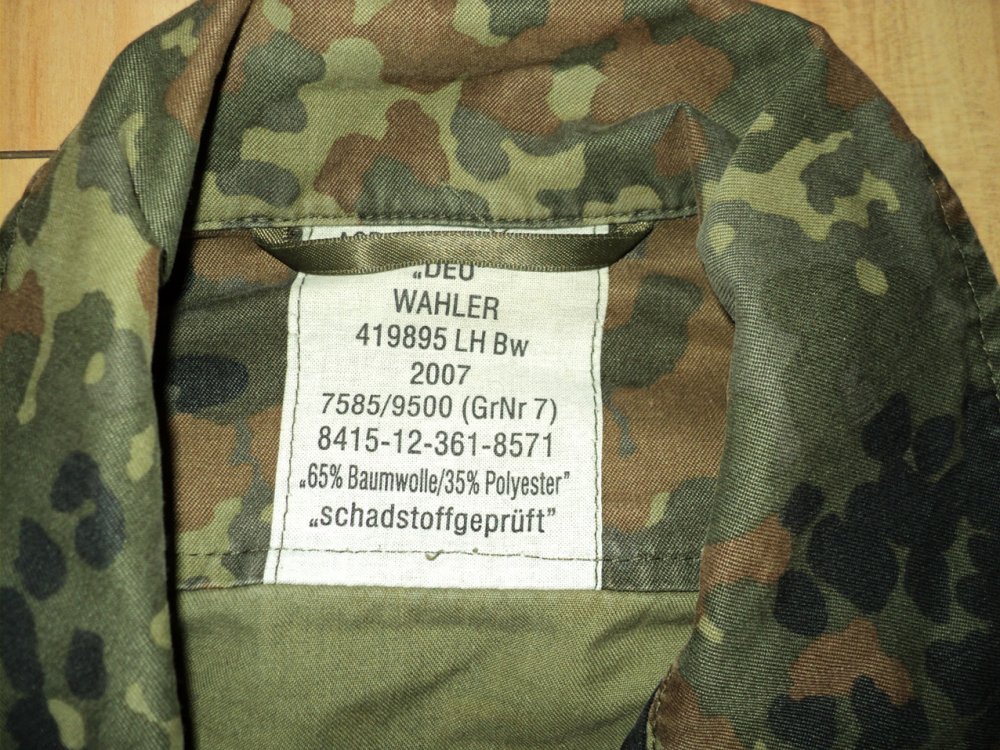 „DEU
WAHLER
419895 LH Bw
2007
7585/9500 (GrNr 7)
8415-12-361-8571
„65% Baumwolle/35% Polyester”
„schadstoffgeprüft”